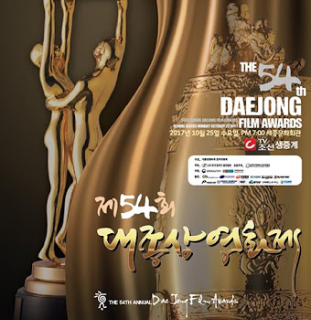 THE 54th
DAEJONG
FILM AWARDS
2017년 10월 25일 수요일, PM 7:00 세종문화회관
TV조선 생중계
제54회
대종상 영화제
THE 54TH ANNUAL Dae Jong Film Awards